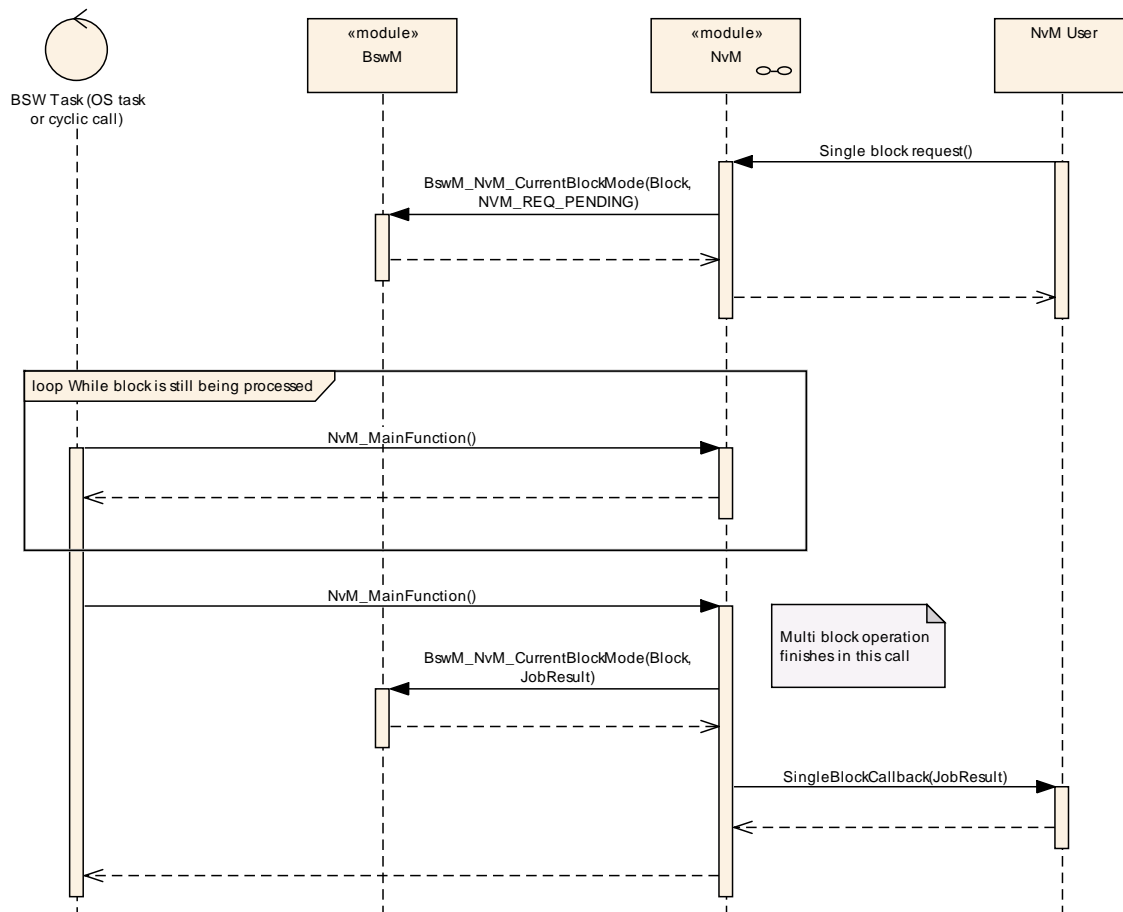 «module»
BswM
«module»
NvM
NvM User
BSW Task (OS task
or cyclic call)
Single block request()
BswM_NvM_CurrentBlockMode(Block,
NVM_REQ_PENDING)
loop While block is still being processed
NvM_MainFunction()
NvM_MainFunction()
Multi block operation
finishes in this call
BswM_NvM_CurrentBlockMode(Block,
JobResult)
SingleBlockCallback(JobResult)